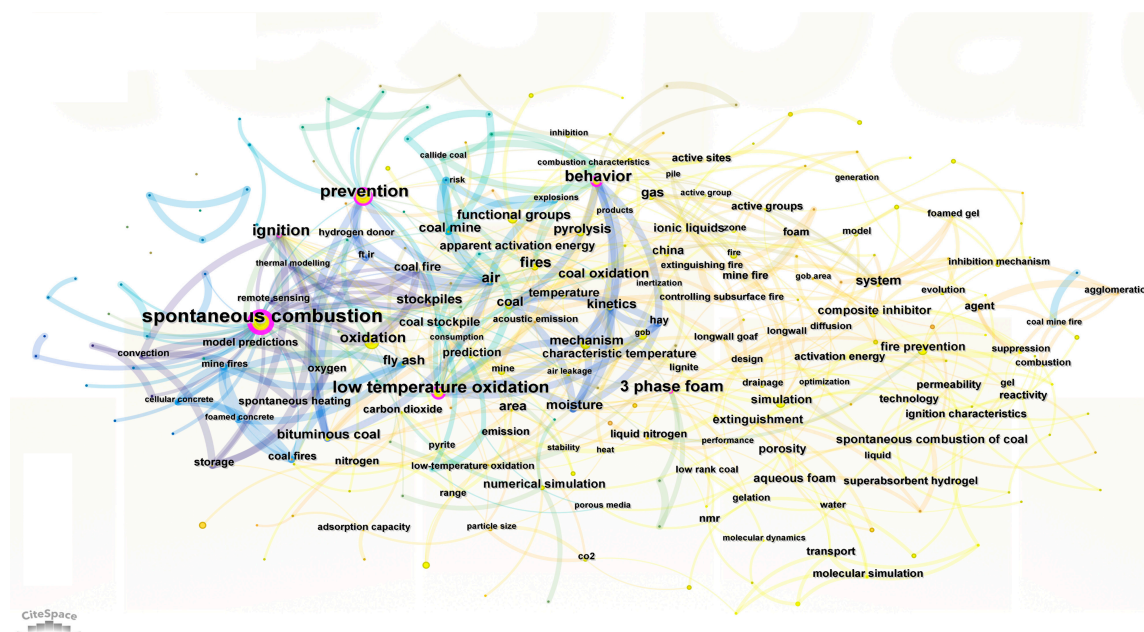 inhibition
callide coal
combustion characteristics
active sites
risk
behavior
pile
generation
prevention
explosions
gas
active group
functional groups
products
active groups
foamed gel
ignition
hydrogen donor
coal mine
pyrolysis
ionic liquids
zone
foam
model
apparent activation energy
china
fire
thermal modelling
ft ir
coal fire
air
fires
coal oxidation
extinguishing fire
mine fire
gob area
inhibition mechanism
inertization
system
evolution
agglomeration
remote sensing
stockpiles
coal
temperature
kinetics
controlling subsurface fire
agent
spontaneous combustion
coal stockpile
acoustic emission
hay
composite inhibitor
coal mine fire
model predictions
oxidation
consumption
mechanism
gob
longwall goaf
longwall
diffusion
fire prevention
suppression
convection
mine fires
oxygen
fly ash
prediction
characteristic temperature
design
activation energy
combustion
mine
air leakage
lignite
low temperature oxidation
3 phase foam
drainage
optimization
permeability
gel
cellular concrete
spontaneous heating
carbon dioxide
area
moisture
simulation
technology
reactivity
foamed concrete
extinguishment
ignition characteristics
bituminous coal
emission
liquid nitrogen
performance
spontaneous combustion of coal
pyrite
stability
heat
porosity
liquid
storage
coal fires
nitrogen
low-temperature oxidation
low rank coal
aqueous foam
superabsorbent hydrogel
numerical simulation
range
gelation
porous media
water
adsorption capacity
particle size
nmr
molecular dynamics
transport
co2
molecular simulation
CiteSpace